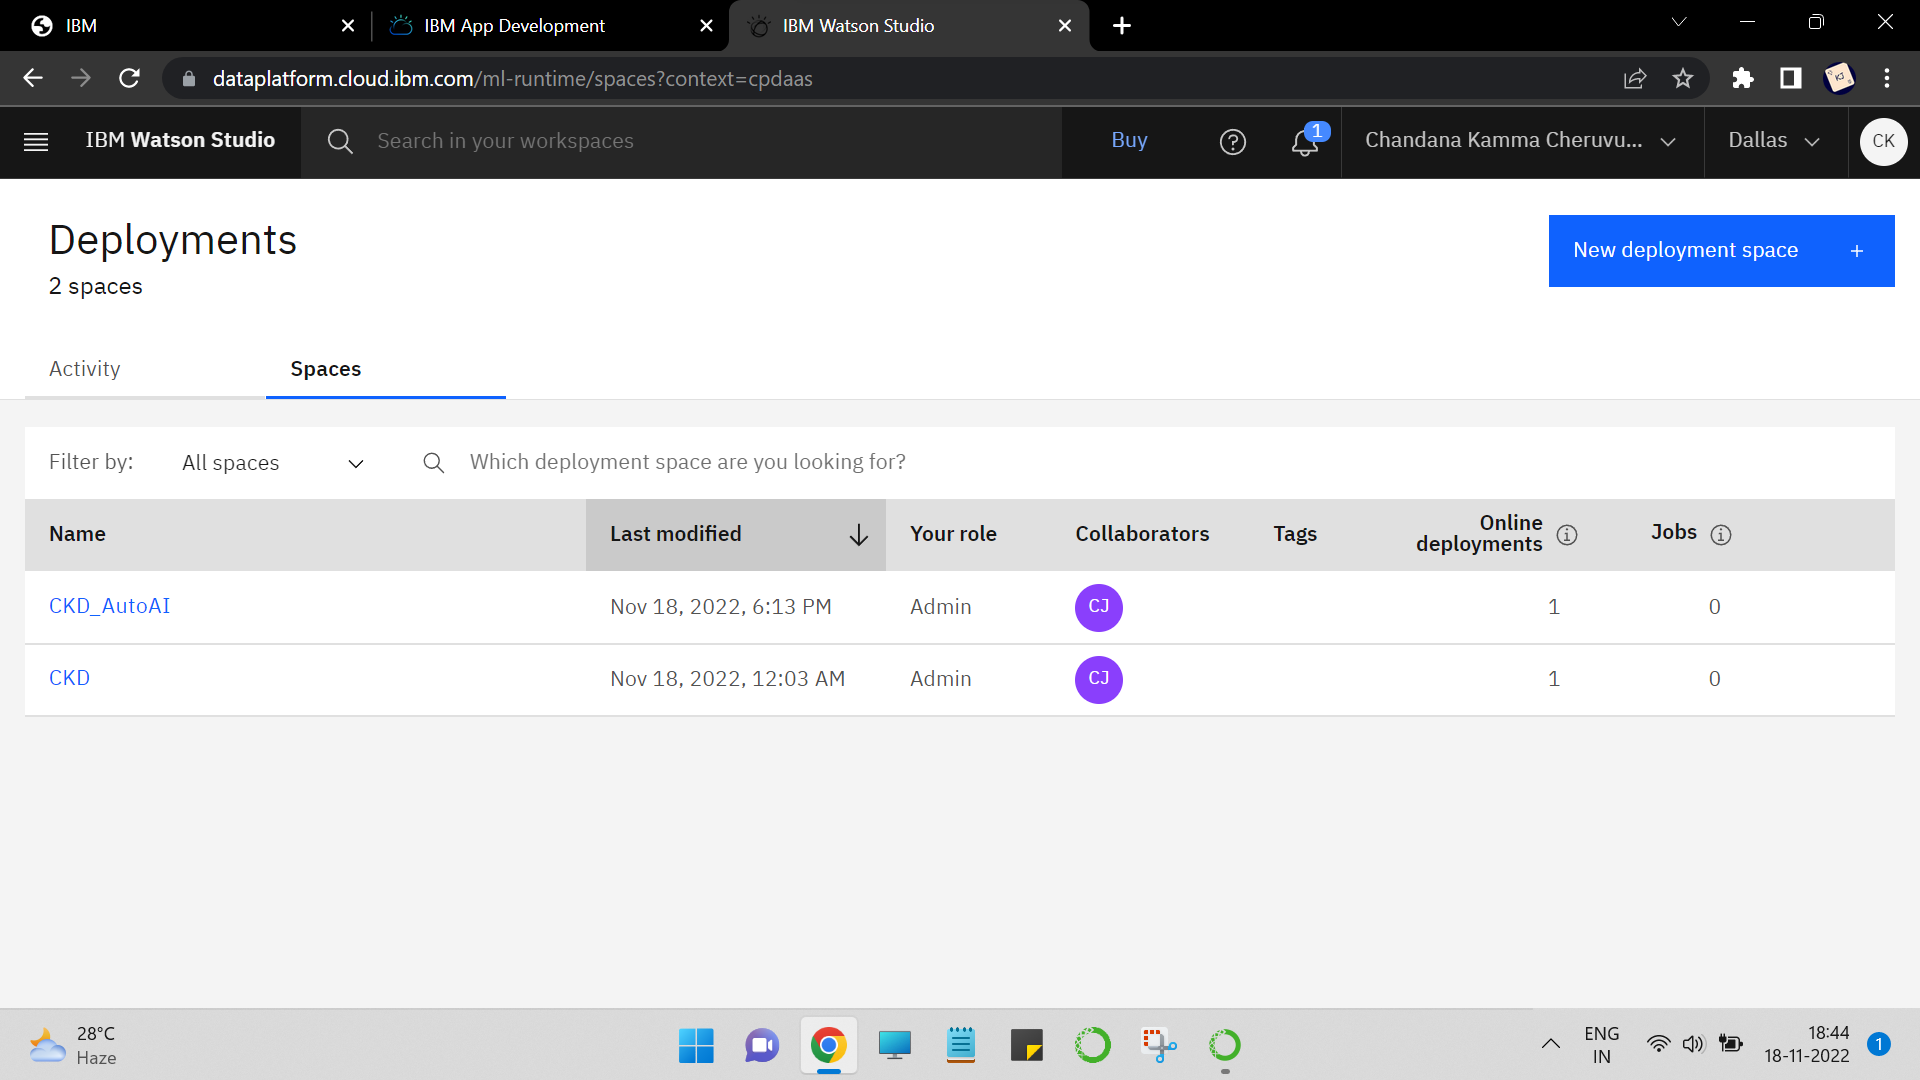 IBM
IBM App Development
IBM Watson Studio
dataplatform.cloud.ibm.com/ml-runtime/spaces?context=cpdaas
KJ
IBM Watson Studio
Search in your workspaces
Buy
1
Chandana Kamma Cheruvu...
Dallas
CK
Deployments
2 spaces
New deployment space +
Activity
Spaces
Filter by:
All spaces
Which deployment space are you looking for?
Name
Last modified
Your role
Collaborators
Tags
Online
deployments
Jobs
CKD_AutoAI
Nov 18, 2022, 6:13 PM
Admin
CJ
1
0
CKD
Nov 18, 2022, 12:03 AM
Admin
CJ
1
0
28°C
Haze
ENG
IN
18:44
18-11-2022
1